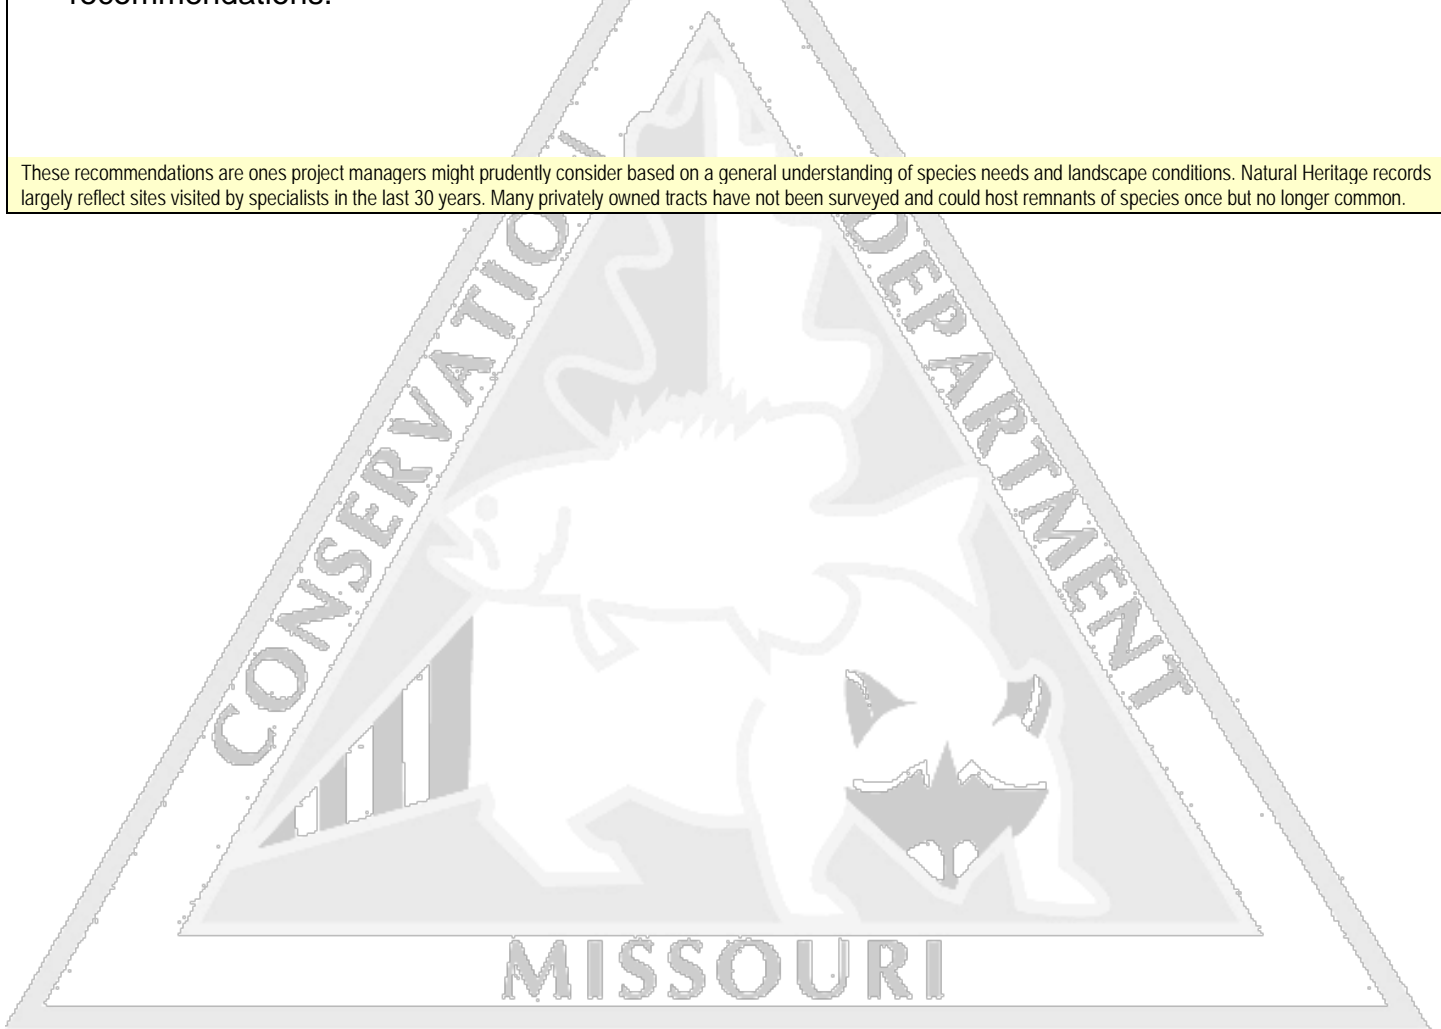 recommendations.
These recommendations are ones project managers might prudently consider based on a general understanding of species needs and landscape conditions. Natural Heritage records
largely reflect sites visited by specialists in the last 30 years. Many privately owned tracts have not been surveyed and could host remnants of species once but no longer common.
CONSERVATION
DEPARTMENT
MISSOURI